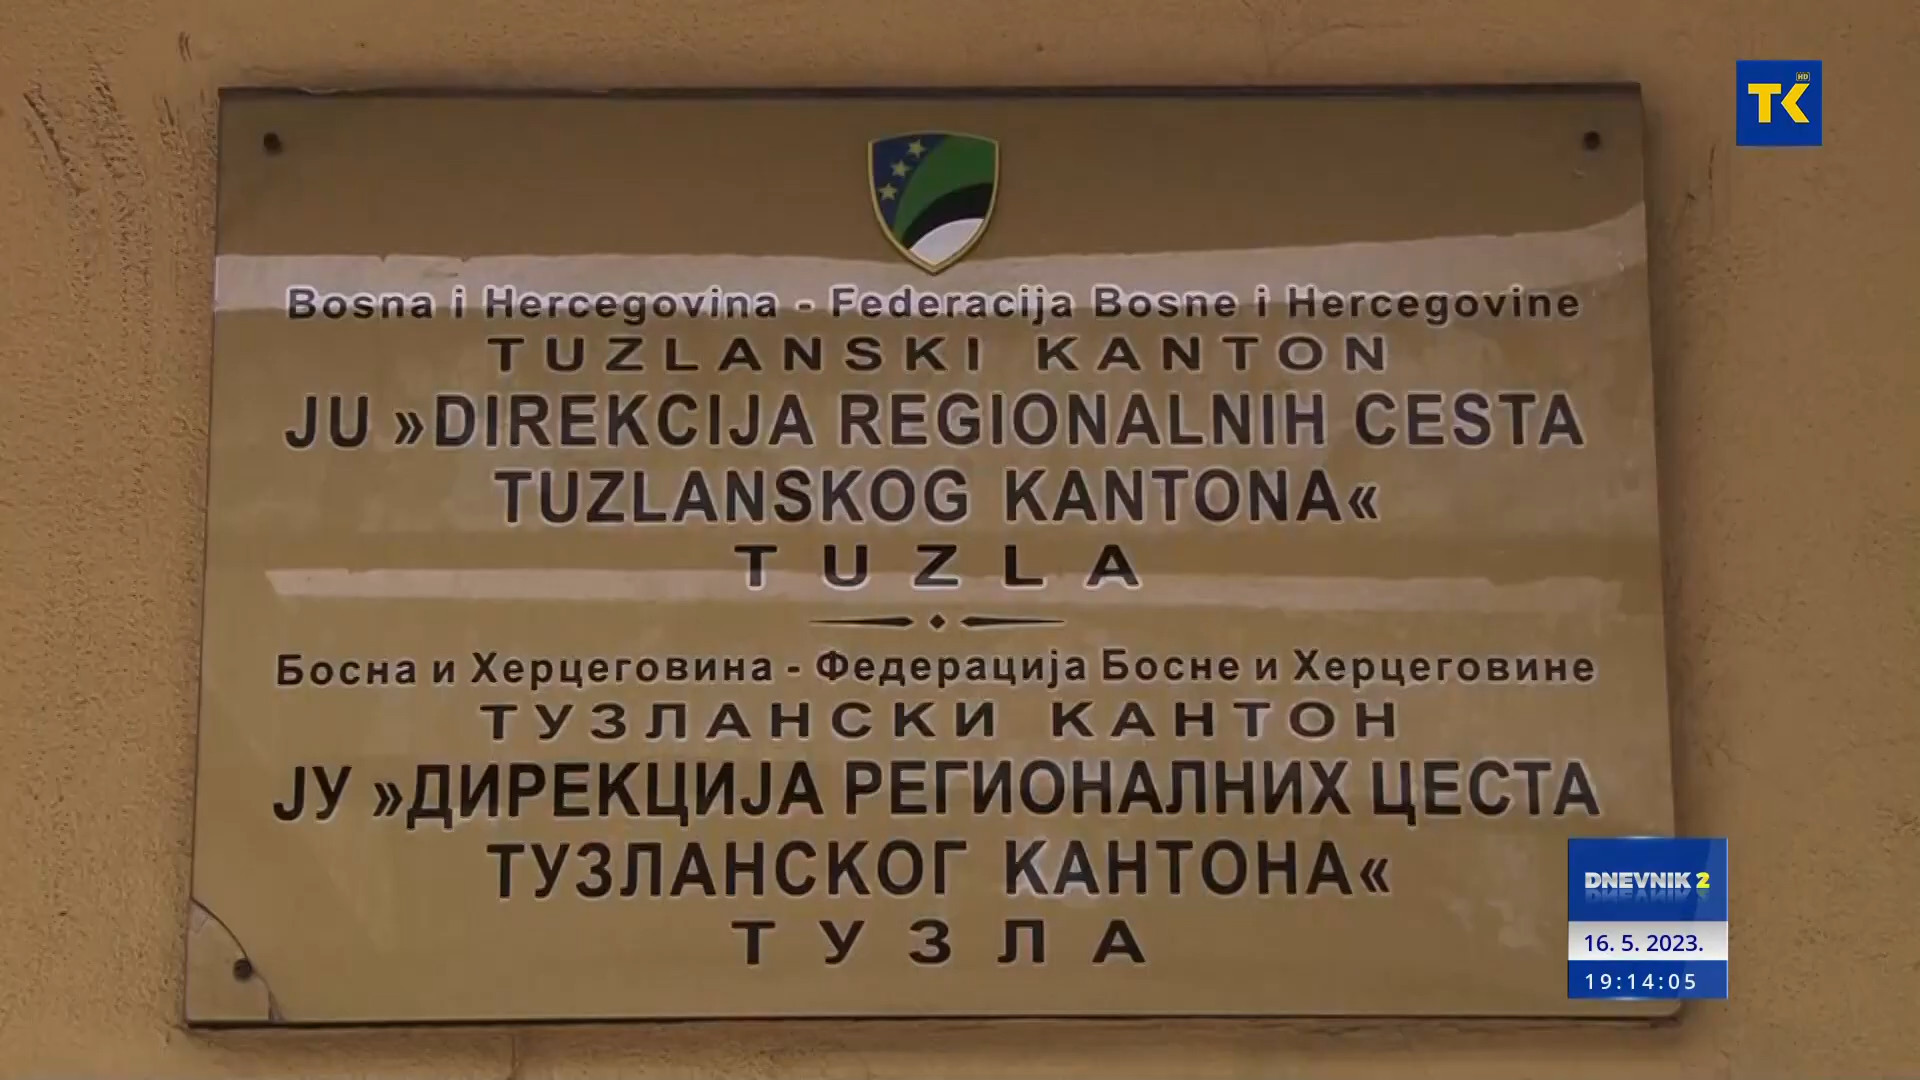 TK HD
Bosna i Hercegovina - Federacija Bosne i Hercegovine
TUZLANSKI KANTON
JU »DIREKCIJA REGIONALNIH CESTA
TUZLANSKOG KANTONA«
TUZLA
Босна и Херцеговина - Федерација Босне и Херцеговине
ТУЗЛАНСКИ КАНТОН
ЈУ »ДИРЕКЦИЈА РЕГИОНАЛНИХ ЦЕСТА
ТУЗЛАНСКОГ КАНТОНА«
ТУЗЛА
DNEVNIK 2
16. 5. 2023.
19:14:05